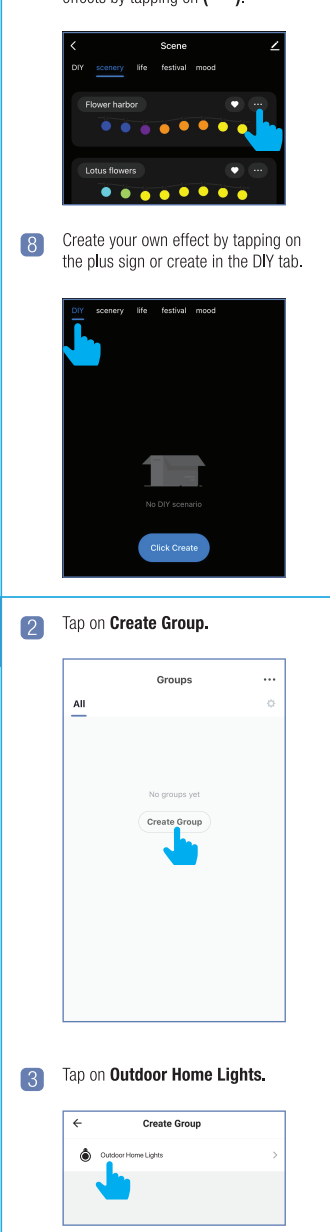 Scene
DIY scenery life festival mood
Flower harbor
Lotus flowers
8 Create your own effect by tapping on
the plus sign or create in the DIY tab.
DIY scenery life festival mood
No DIY scenario
Click Create
2 Tap on Create Group.
Groups
All
No groups yet
Create Group
3 Tap on Outdoor Home Lights.
Create Group
Outdoor Home Lights